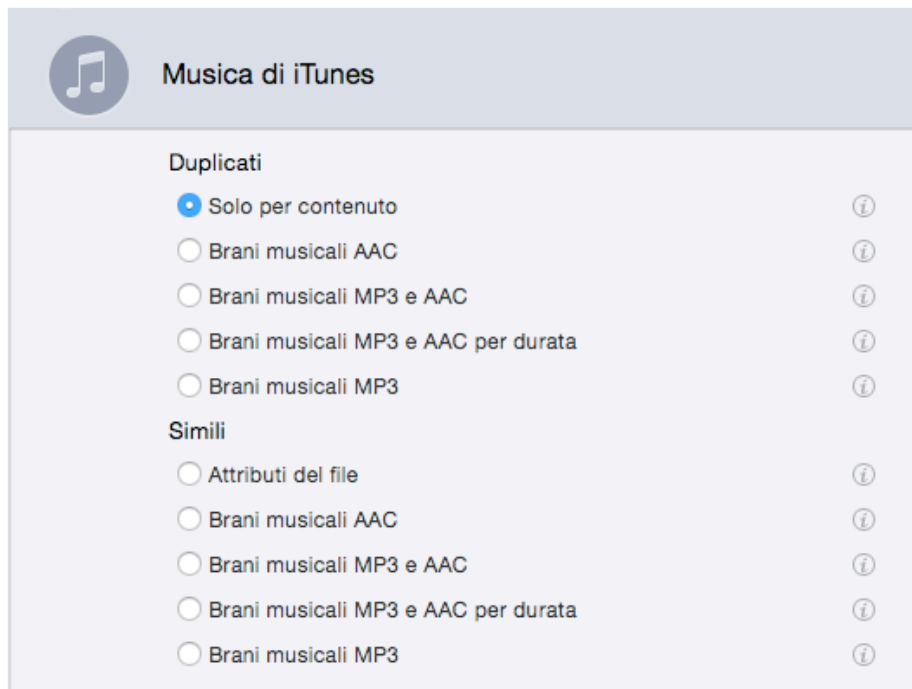 Musica di iTunes
Duplicati
Solo per contenuto
Brani musicali AAC
Brani musicali MP3 e AAC
Brani musicali MP3 e AAC per durata
Brani musicali MP3
Simili
Attributi del file
Brani musicali AAC
Brani musicali MP3 e AAC
Brani musicali MP3 e AAC per durata
Brani musicali MP3